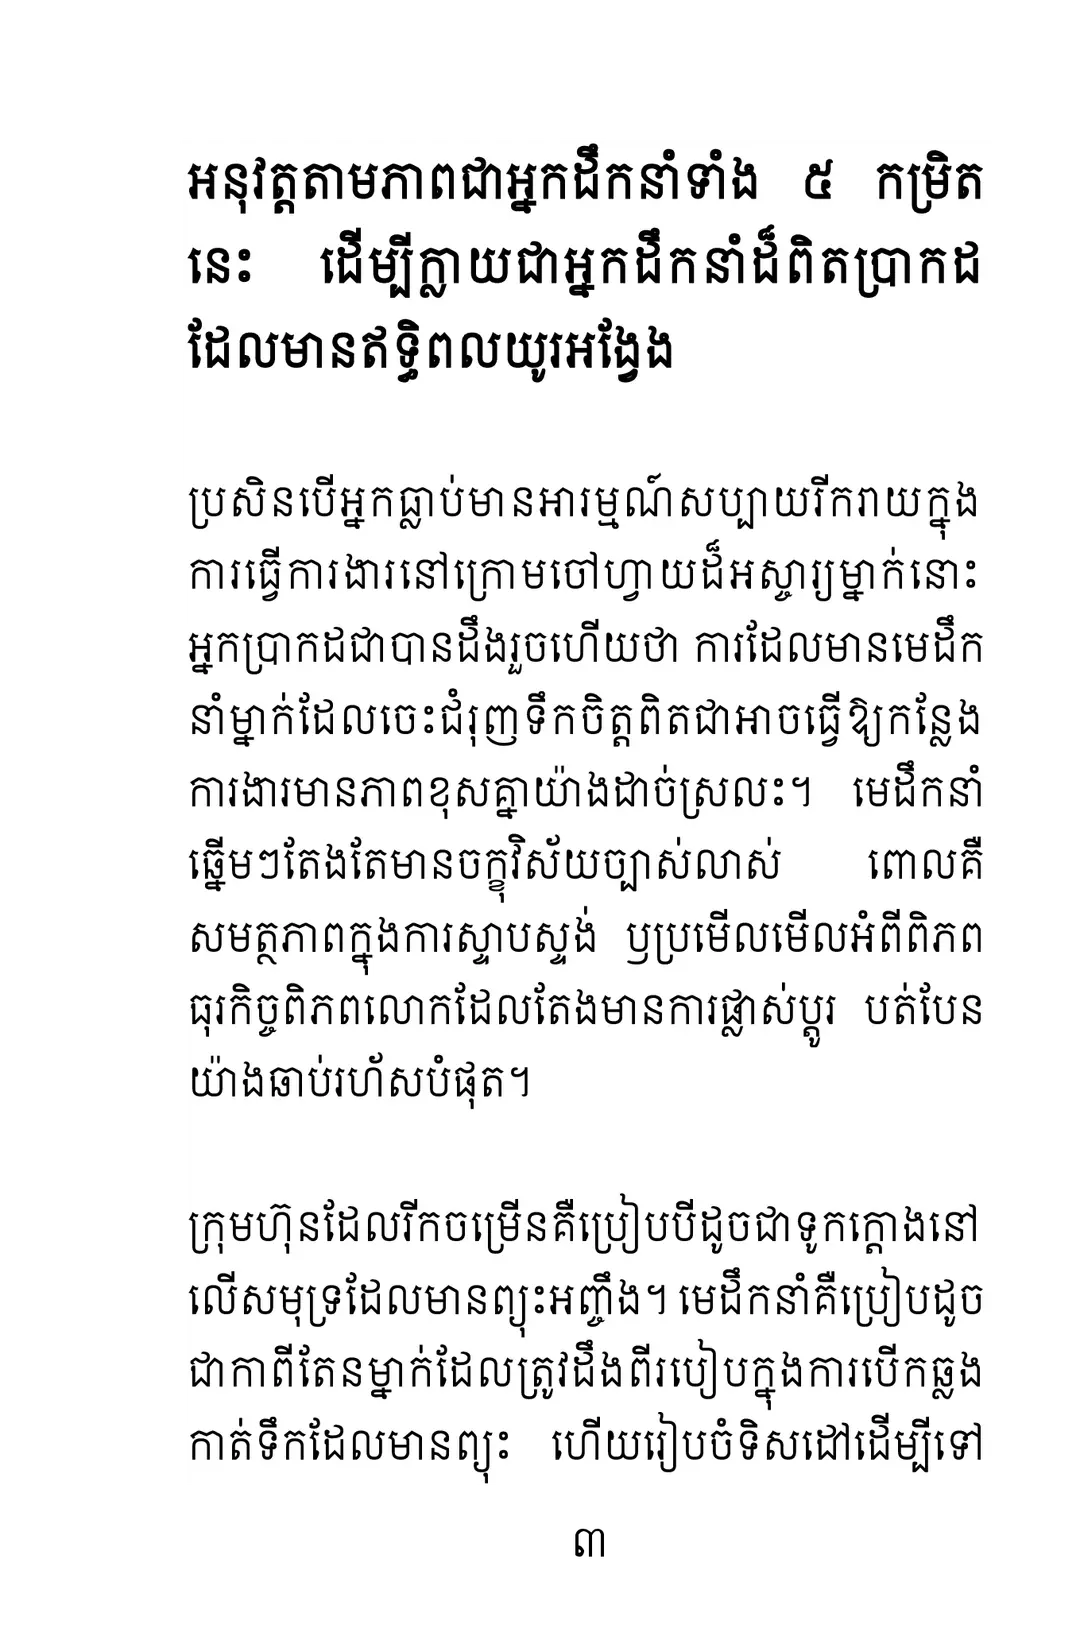 អនុវត្តតាមភាពជាអ្នកដឹកនាំទាំង ៥ កម្រិត
នេះ ដើម្បីក្លាយជាអ្នកដឹកនាំដ៏ពិតប្រាកដ
ដែលមានឥទ្ធិពលយូរអង្វែង
ប្រសិនបើអ្នកធ្លាប់មានអារម្មណ៍សប្បាយរីករាយក្នុង
ការធ្វើការងារនៅក្រោមចៅហ្វាយដ៏អស្ចារ្យម្នាក់នោះ
អ្នកប្រាកដជាបានដឹងរួចហើយថា ការដែលមានមេដឹក
នាំម្នាក់ដែលចេះជំរុញទឹកចិត្តពិតជាអាចធ្វើឱ្យកន្លែង
ការងារមានភាពខុសគ្នាយ៉ាងដាច់ស្រលះ។ មេដឹកនាំ
ឆ្នើមៗតែងតែមានចក្ខុវិស័យច្បាស់លាស់ ពោលគឺ
សមត្ថភាពក្នុងការស្ទាបស្ទង់ ឫប្រមើលមើលអំពីពិភព
ធុរកិច្ចពិភពលោកដែលតែងមានការផ្លាស់ប្តូរ បត់បែន
យ៉ាងឆាប់រហ័សបំផុត។
ក្រុមហ៊ុនដែលរីកចម្រើនគឺប្រៀបបីដូចជាទូកក្តោងនៅ
លើសមុទ្រដែលមានព្យុះអញ្ចឹង។ មេដឹកនាំគឺប្រៀបដូច
ជាកាពីតែនម្នាក់ដែលត្រូវដឹងពីរបៀបក្នុងការបើកឆ្លង
កាត់ទឹកដែលមានព្យុះ ហើយរៀបចំទិសដៅដើម្បីទៅ
៣